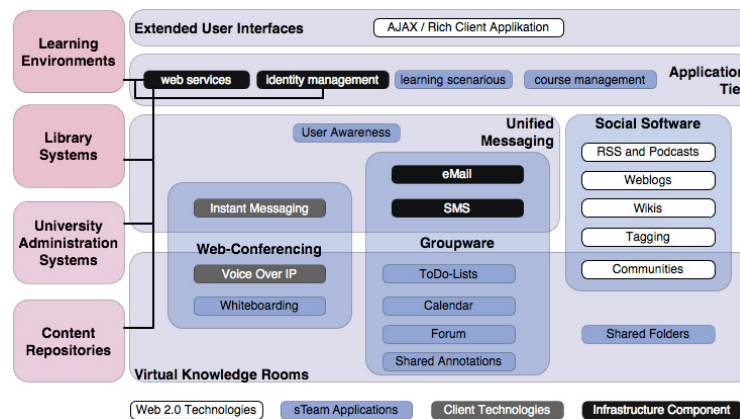 Learning
Environments
Library
Systems
University
Administration
Systems
Content
Repositories
Extended User Interfaces
AJAX / Rich Client Applikation
web services
identity management
learning scenarious
course management
Application
Tier
User Awareness
Unified
Messaging
Social Software
RSS and Podcasts
Weblogs
Wikis
Tagging
Communities
eMail
SMS
Groupware
ToDo-Lists
Calendar
Forum
Shared Annotations
Instant Messaging
Web-Conferencing
Voice Over IP
Whiteboarding
Shared Folders
Virtual Knowledge Rooms
Web 2.0 Technologies
sTeam Applications
Client Technologies
Infrastructure Component